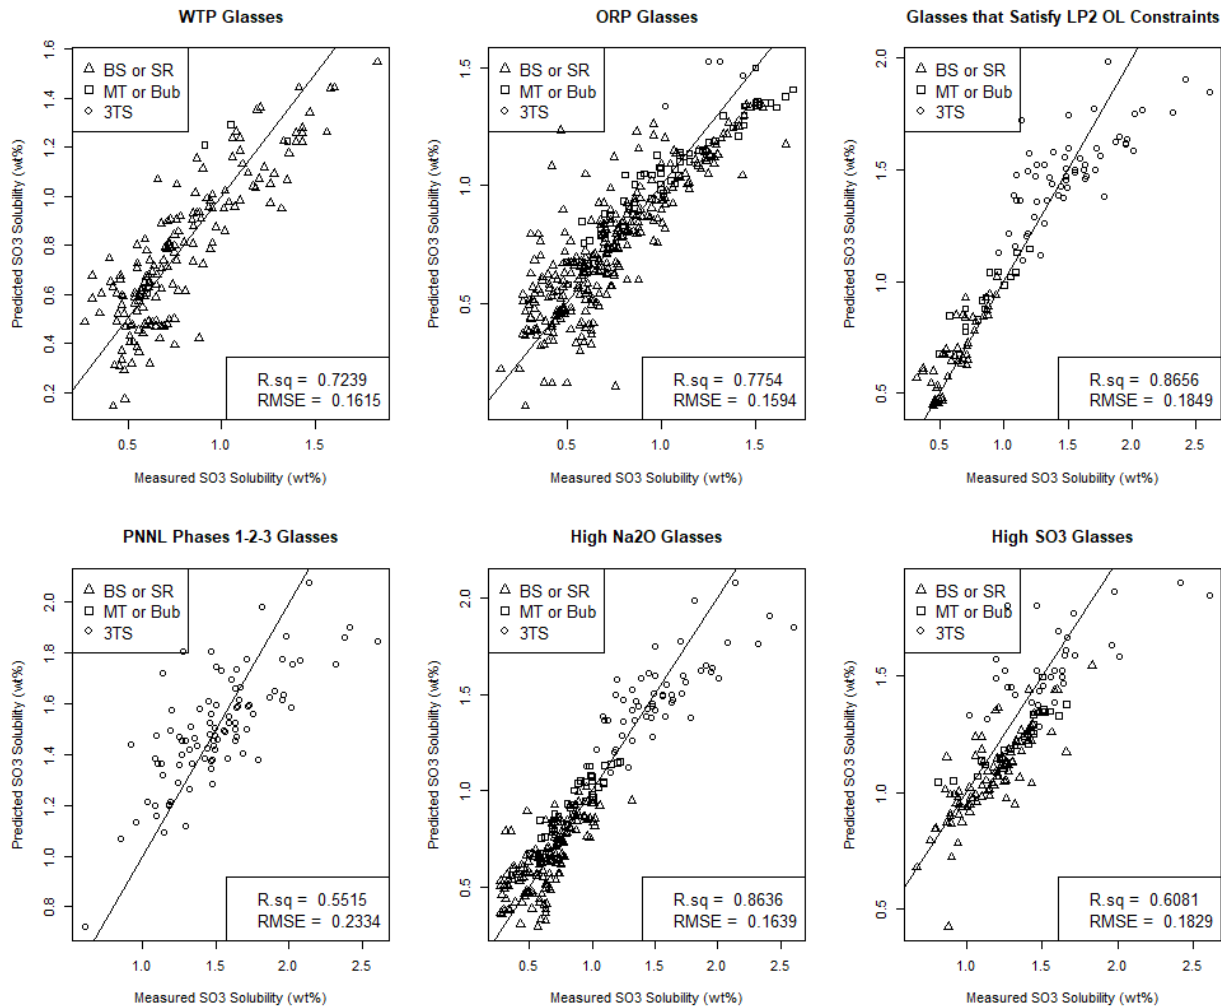 WTP Glasses
BS or SR
MT or Bub
3TS
R.sq = 0.7239
RMSE = 0.1615
0.2
0.4
0.6
0.8
1.0
1.2
1.4
1.6
0.5
1.0
1.5
Predicted SO3 Solubility (wt%)
Measured SO3 Solubility (wt%)
ORP Glasses
BS or SR
MT or Bub
3TS
R.sq = 0.7754
RMSE = 0.1594
0.5
1.0
1.5
0.5
1.0
1.5
Predicted SO3 Solubility (wt%)
Measured SO3 Solubility (wt%)
Glasses that Satisfy LP2 OL Constraints
BS or SR
MT or Bub
3TS
R.sq = 0.8656
RMSE = 0.1849
0.5
1.0
1.5
2.0
0.5
1.0
1.5
2.0
2.5
Predicted SO3 Solubility (wt%)
Measured SO3 Solubility (wt%)
PNNL Phases 1-2-3 Glasses
BS or SR
MT or Bub
3TS
R.sq = 0.5515
RMSE = 0.2334
0.8
1.0
1.2
1.4
1.6
1.8
2.0
1.0
1.5
2.0
2.5
Predicted SO3 Solubility (wt%)
Measured SO3 Solubility (wt%)
High Na2O Glasses
BS or SR
MT or Bub
3TS
R.sq = 0.8636
RMSE = 0.1639
0.5
1.0
1.5
2.0
0.5
1.0
1.5
2.0
2.5
Predicted SO3 Solubility (wt%)
Measured SO3 Solubility (wt%)
High SO3 Glasses
BS or SR
MT or Bub
3TS
R.sq = 0.6081
RMSE = 0.1829
0.5
1.0
1.5
1.0
1.5
2.0
2.5
Predicted SO3 Solubility (wt%)
Measured SO3 Solubility (wt%)